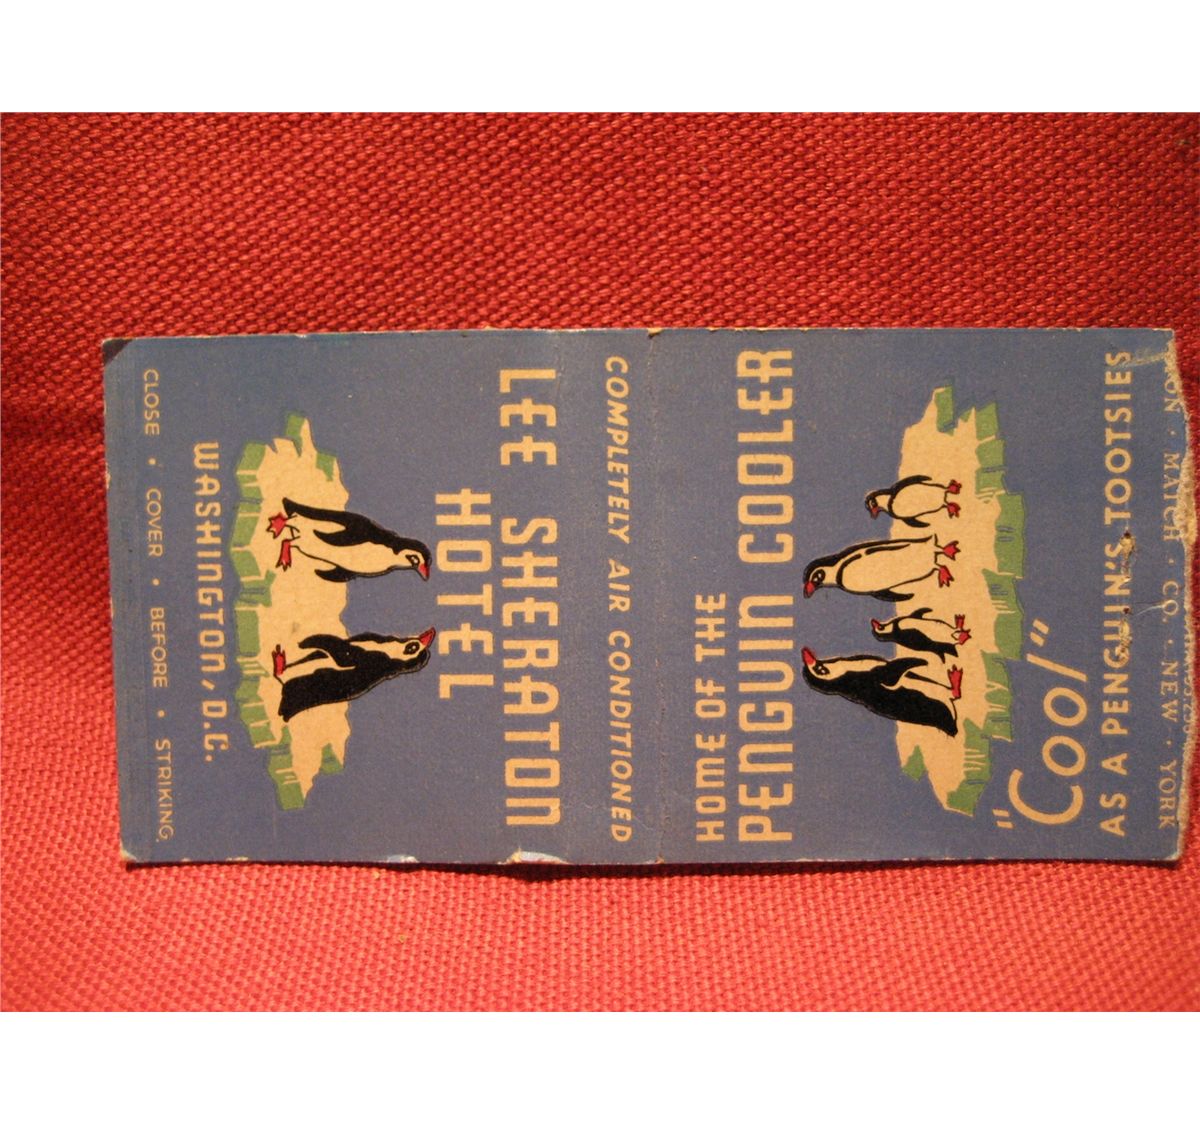 COMPLETELY AIR CONDITIONED
LEE SHERATON
HOTEL
WASHINGTON, D.C.
CLOSE • COVER • BEFORE • STRIKING.
HOME OF THE
PENGUIN COOLER
"Cool"
AS A PENGUIN'S TOOTSIES
MATCH · CO. · NEW · YORK